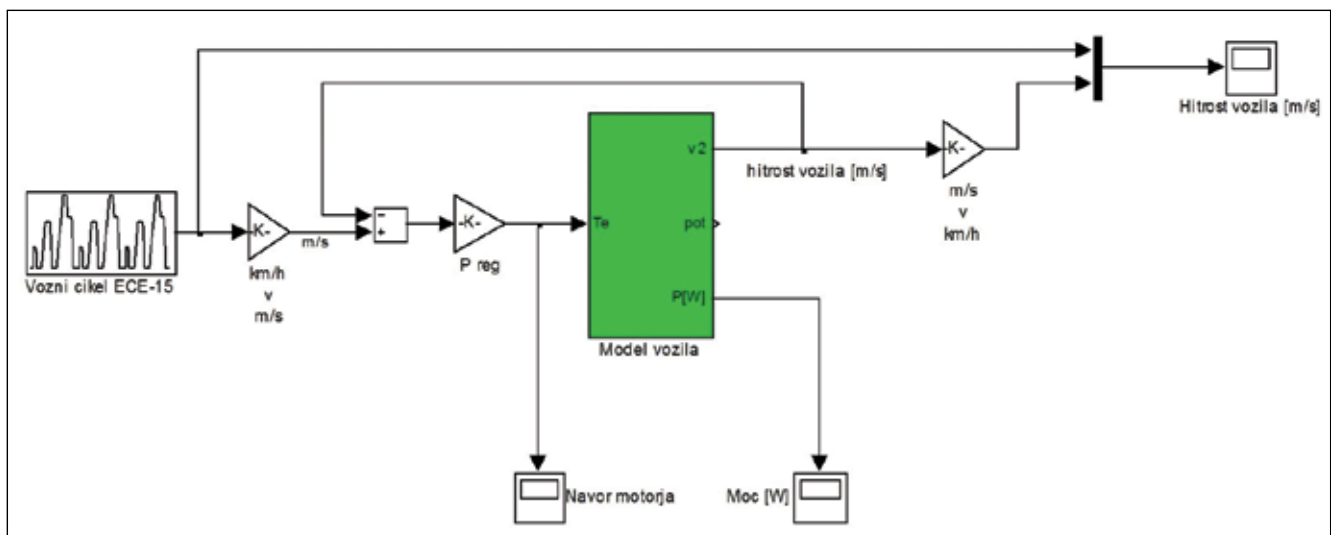 Hitrost vozila [m/s]
v2
-K-
hitrost vozila [m/s]
m/s
v
km/h
Vozni cikel ECE-15
-K-
m/s
km/h
v
m/s
−
+
-K-
P reg
Te
pot
P[W]
Model vozila
Navor motorja
Moc [W]